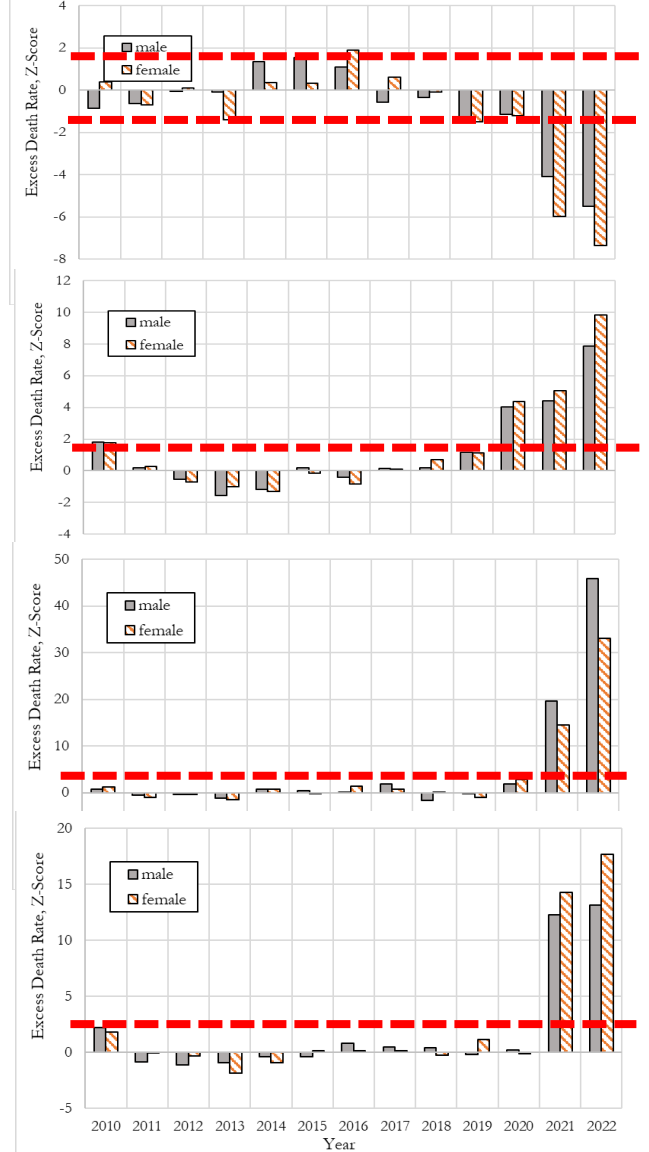 4
2
0
-2
-4
-6
-8
Excess Death Rate, Z-Score
male
female
12
10
8
6
4
2
0
-2
-4
Excess Death Rate, Z-Score
male
female
50
40
30
20
10
0
Excess Death Rate, Z-Score
male
female
20
15
10
5
0
-5
Excess Death Rate, Z-Score
male
female
2010 2011 2012 2013 2014 2015 2016 2017 2018 2019 2020 2021 2022
Year